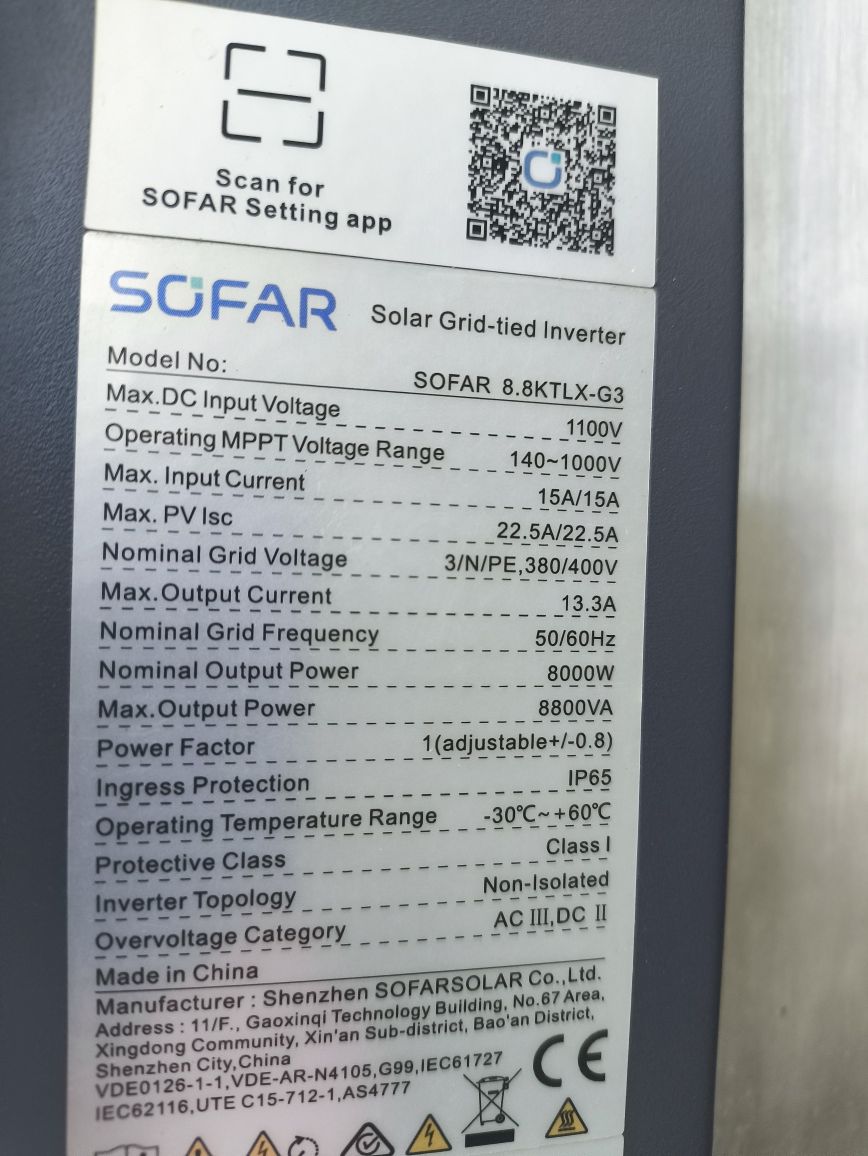 Scan for
SOFAR Setting app
SOFAR Solar Grid-tied Inverter
Model No: SOFAR 8.8KTLX-G3
Max.DC Input Voltage 1100V
Operating MPPT Voltage Range 140~1000V
Max. Input Current 15A/15A
Max. PV Isc 22.5A/22.5A
Nominal Grid Voltage 3/N/PE,380/400V
Max.Output Current 13.3A
Nominal Grid Frequency 50/60Hz
Nominal Output Power 8000W
Max.Output Power 8800VA
Power Factor 1(adjustable+/-0.8)
Ingress Protection IP65
Operating Temperature Range -30℃~+60℃
Protective Class Class I
Inverter Topology Non-Isolated
Overvoltage Category AC Ⅲ,DC Ⅱ
Made in China
Manufacturer : Shenzhen SOFARSOLAR Co.,Ltd.
Address : 11/F., Gaoxinqi Technology Building, No.67 Area,
Xingdong Community, Xin'an Sub-district, Bao'an District,
Shenzhen City,China
VDE0126-1-1,VDE-AR-N4105,G99,IEC61727
IEC62116,UTE C15-712-1,AS4777
CE